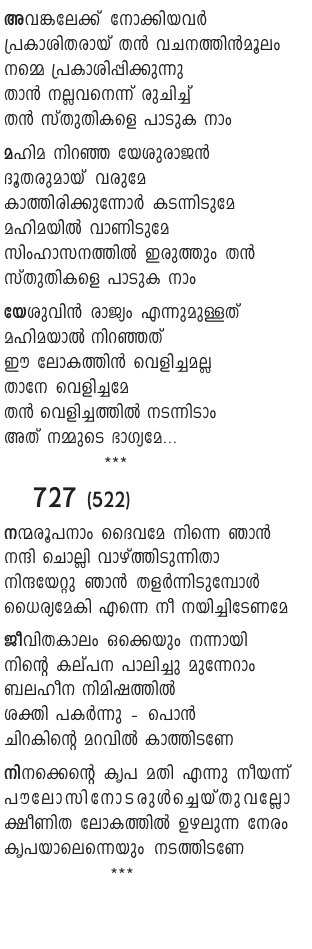 അവങ്കലേക്ക് നോക്കിയവർ
പ്രകാശിതരായ് തൻ വചനത്തിൻമൂലം
നമ്മെ പ്രകാശിപ്പിക്കുന്നു
താൻ നല്ലവനെന്ന് രുചിച്ച്
തൻ സ്തുതികളെ പാടുക നാം
മഹിമ നിറഞ്ഞ യേശുരാജൻ
ദൂതരുമായ് വരുമേ
കാത്തിരിക്കുന്നോർ കടന്നിടുമേ
മഹിമയിൽ വാണിടുമേ
സിംഹാസനത്തിൽ ഇരുത്തും തൻ
സ്തുതികളെ പാടുക നാം
യേശുവിൻ രാജ്യം എന്നുമുള്ളത്
മഹിമയാൽ നിറഞ്ഞത്
ഈ ലോകത്തിൻ വെളിച്ചമല്ല
താനേ വെളിച്ചമേ
തൻ വെളിച്ചത്തിൽ നടന്നിടാം
അത് നമ്മുടെ ഭാഗ്യമേ...
***
727 (522)
നന്മരൂപനാം ദൈവമേ നിന്നെ ഞാൻ
നന്ദി ചൊല്ലി വാഴ്ത്തിടുന്നിതാ
നിന്ദയേറ്റു ഞാൻ തളർന്നിടുമ്പോൾ
ധൈര്യമേകി എന്നെ നീ നയിച്ചിടേണമേ
ജീവിതകാലം ഒക്കെയും നന്നായി
നിന്റെ കല്പന പാലിച്ചു മുന്നേറാം
ബലഹീന നിമിഷത്തിൽ
ശക്തി പകർന്നു - പൊൻ
ചിറകിന്റെ മറവിൽ കാത്തിടണേ
നിനക്കെന്റെ കൃപ മതി എന്നു നീയന്ന്
പൗലോസിനോടരുൾച്ചെയ്തുവല്ലോ
ക്ഷീണിത ലോകത്തിൽ ഉഴലുന്ന നേരം
കൃപയാലെന്നെയും നടത്തിടണേ
***